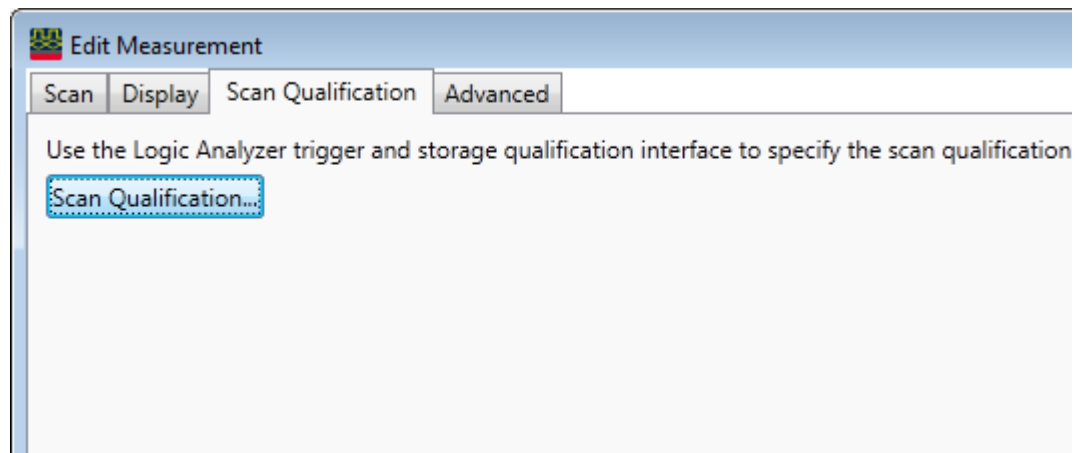 Edit Measurement
Scan Display Scan Qualification Advanced
Use the Logic Analyzer trigger and storage qualification interface to specify the scan qualification
Scan Qualification...